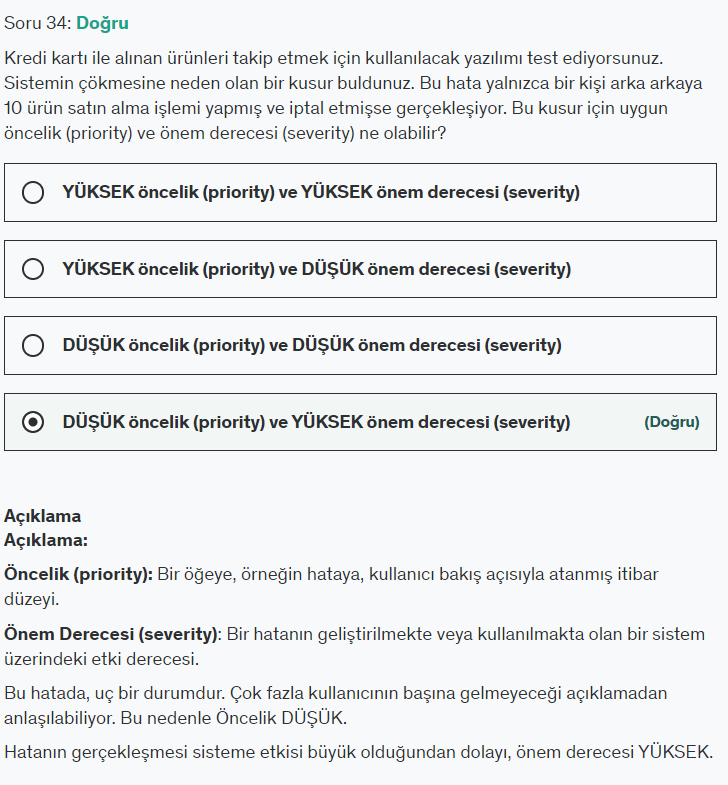 Soru 34: Doğru
Kredi kartı ile alınan ürünleri takip etmek için kullanılacak yazılımı test ediyorsunuz.
Sistemin çökmesine neden olan bir kusur buldunuz. Bu hata yalnızca bir kişi arka arkaya
10 ürün satın alma işlemi yapmış ve iptal etmişse gerçekleşiyor. Bu kusur için uygun
öncelik (priority) ve önem derecesi (severity) ne olabilir?
YÜKSEK öncelik (priority) ve YÜKSEK önem derecesi (severity)
YÜKSEK öncelik (priority) ve DÜŞÜK önem derecesi (severity)
DÜŞÜK öncelik (priority) ve DÜŞÜK önem derecesi (severity)
DÜŞÜK öncelik (priority) ve YÜKSEK önem derecesi (severity) (Doğru)
Açıklama
Açıklama:
Öncelik (priority): Bir öğeye, örneğin hataya, kullanıcı bakış açısıyla atanmış itibar
düzeyi.
Önem Derecesi (severity): Bir hatanın geliştirilmekte veya kullanılmakta olan bir sistem
üzerindeki etki derecesi.
Bu hatada, uç bir durumdur. Çok fazla kullanıcının başına gelmeyeceği açıklamadan
anlaşılabiliyor. Bu nedenle Öncelik DÜŞÜK.
Hatanın gerçekleşmesi sisteme etkisi büyük olduğundan dolayı, önem derecesi YÜKSEK.